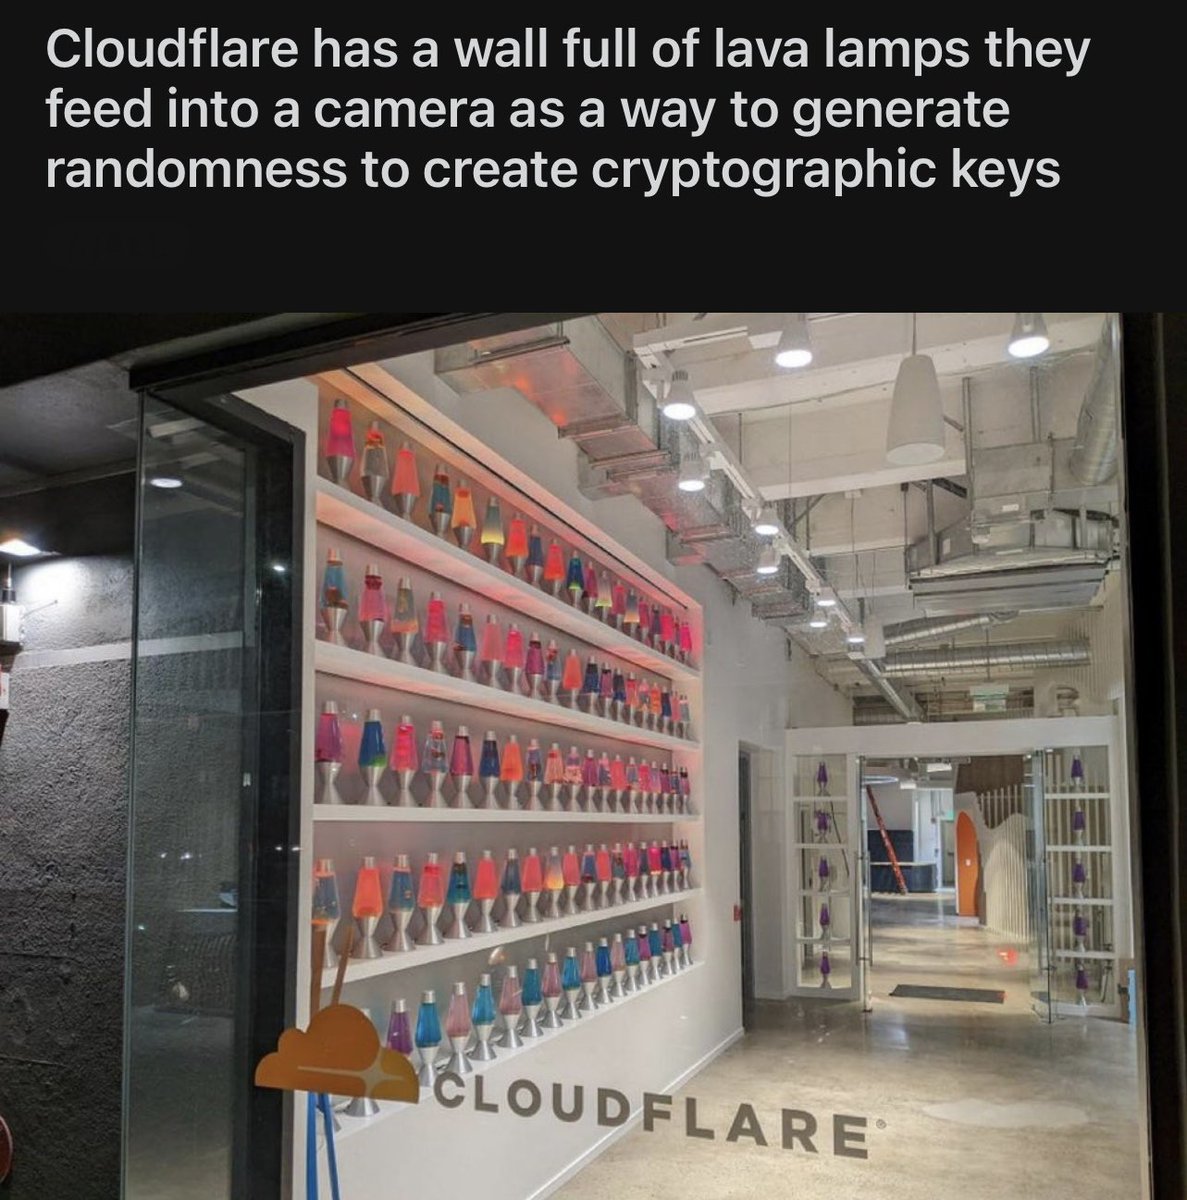 Cloudflare has a wall full of lava lamps they
feed into a camera as a way to generate
randomness to create cryptographic keys
CLOUDFLARE®